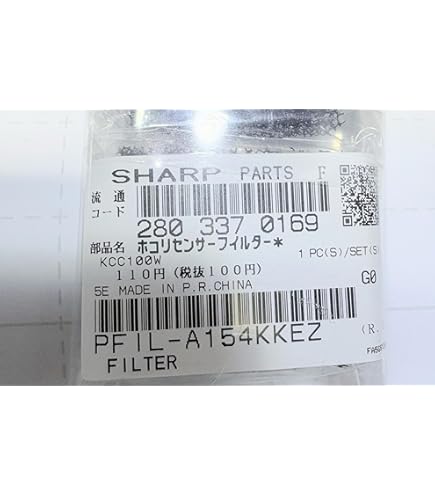 SHARP PARTS F
流通
コード
280 337 0169
部品名 ホコリセンサーフィルター*
KCC100W 1 PC(S)/SET(S)
110円(税抜100円)
5E MADE IN P.R.CHINA G0
PFIL-A154KKEZ (R.
FILTER